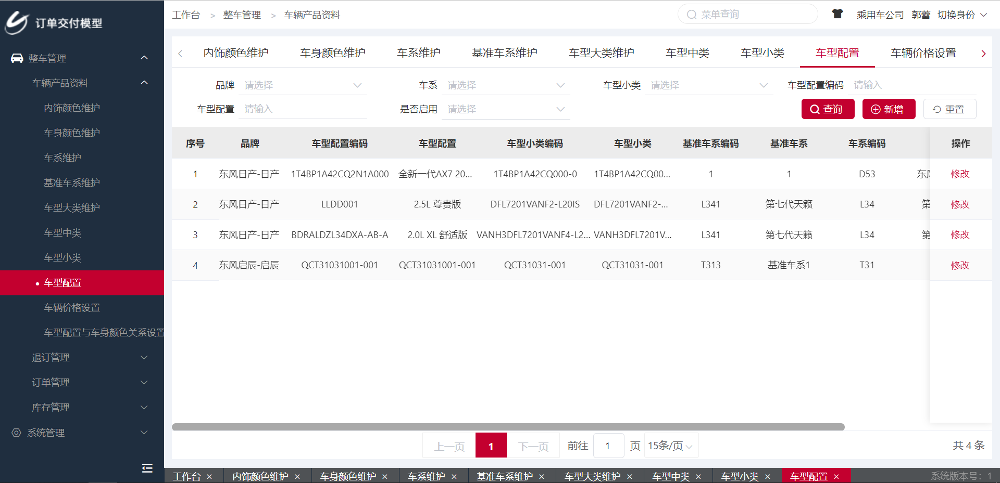 订单交付模型
工作台 > 整车管理 > 车辆产品资料
菜单查询
乘用车公司 郭蕾 切换身份
整车管理
车辆产品资料
内饰颜色维护
车身颜色维护
车系维护
基准车系维护
车型大类维护
车型中类
车型小类
车型配置
车辆价格设置
车型配置与车身颜色关系设置
退订管理
订单管理
库存管理
系统管理
内饰颜色维护 车身颜色维护 车系维护 基准车系维护 车型大类维护 车型中类 车型小类 车型配置 车辆价格设置
品牌 请选择 车系 请选择 车型小类 请选择 车型配置编码 请输入
车型配置 请输入 是否启用 请选择 查询 新增 重置
序号 品牌 车型配置编码 车型配置 车型小类编码 车型小类 基准车系编码 基准车系 车系编码 操作
1 东风日产-日产 1T4BP1A42CQ2N1A000 全新一代AX7 20... 1T4BP1A42CQ000-0 1T4BP1A42CQ00... 1 1 D53 东 修改
2 东风日产-日产 LLDD001 2.5L 尊贵版 DFL7201VANF2-L20IS DFL7201VANF2-... L341 第七代天籁 L34 第 修改
3 东风日产-日产 BDRALDZL34DXA-AB-A 2.0L XL 舒适版 VANH3DFL7201VANF4-L2... VANH3DFL7201V... L341 第七代天籁 L34 第 修改
4 东风启辰-启辰 QCT31031001-001 QCT31031001-001 QCT31031-001 QCT31031-001 T313 基准车系1 T31 修改
上一页 1 下一页 前往 1 页 15条/页 共 4 条
工作台 × 内饰颜色维护 × 车身颜色维护 × 车系维护 × 基准车系维护 × 车型大类维护 × 车型中类 × 车型小类 × 车型配置 × 系统版本号：1